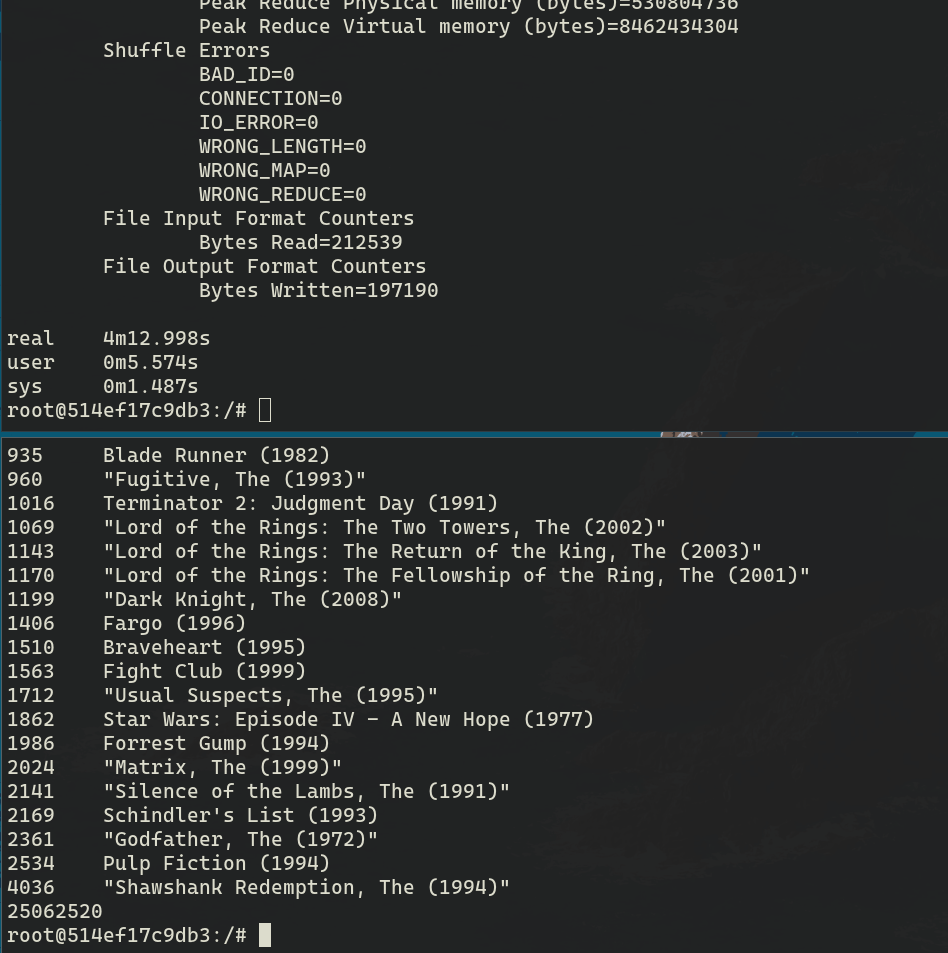 Peak Reduce Physical memory (bytes)=530804736
Peak Reduce Virtual memory (bytes)=8462434304
Shuffle Errors
BAD_ID=0
CONNECTION=0
IO_ERROR=0
WRONG_LENGTH=0
WRONG_MAP=0
WRONG_REDUCE=0
File Input Format Counters
Bytes Read=212539
File Output Format Counters
Bytes Written=197190
real 4m12.998s
user 0m5.574s
sys 0m1.487s
root@514ef17c9db3:/#
935 Blade Runner (1982)
960 "Fugitive, The (1993)"
1016 Terminator 2: Judgment Day (1991)
1069 "Lord of the Rings: The Two Towers, The (2002)"
1143 "Lord of the Rings: The Return of the King, The (2003)"
1170 "Lord of the Rings: The Fellowship of the Ring, The (2001)"
1199 "Dark Knight, The (2008)"
1406 Fargo (1996)
1510 Braveheart (1995)
1563 Fight Club (1999)
1712 "Usual Suspects, The (1995)"
1862 Star Wars: Episode IV - A New Hope (1977)
1986 Forrest Gump (1994)
2024 "Matrix, The (1999)"
2141 "Silence of the Lambs, The (1991)"
2169 Schindler's List (1993)
2361 "Godfather, The (1972)"
2534 Pulp Fiction (1994)
4036 "Shawshank Redemption, The (1994)"
25062520
root@514ef17c9db3:/#